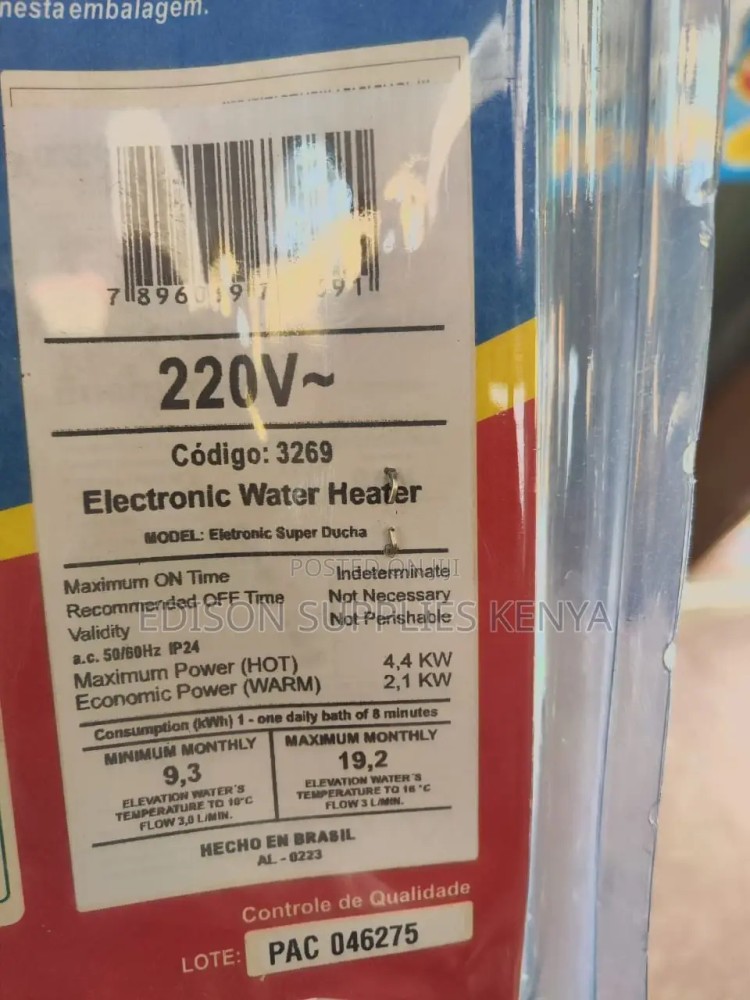 nesta embalagem.
220V~
Código: 3269
Electronic Water Heater
MODEL: Eletronic Super Ducha
Maximum ON Time Indeterminate
Recommended OFF Time Not Necessary
Validity Not Perishable
a.c. 50/60Hz IP24
Maximum Power (HOT) 4,4 KW
Economic Power (WARM) 2,1 KW
Consumption (kWh) 1 - one daily bath of 8 minutes
MINIMUM MONTHLY
9,3
ELEVATION WATER'S
TEMPERATURE TO 10°C
FLOW 3,0 L/MIN.
MAXIMUM MONTHLY
19,2
ELEVATION WATER'S
TEMPERATURE TO 16 °C
FLOW 3 L/MIN.
HECHO EN BRASIL
AL - 0223
Controle de Qualidade
LOTE: PAC 046275
POSTED ON JIJI
EDISON SUPPLIES KENYA